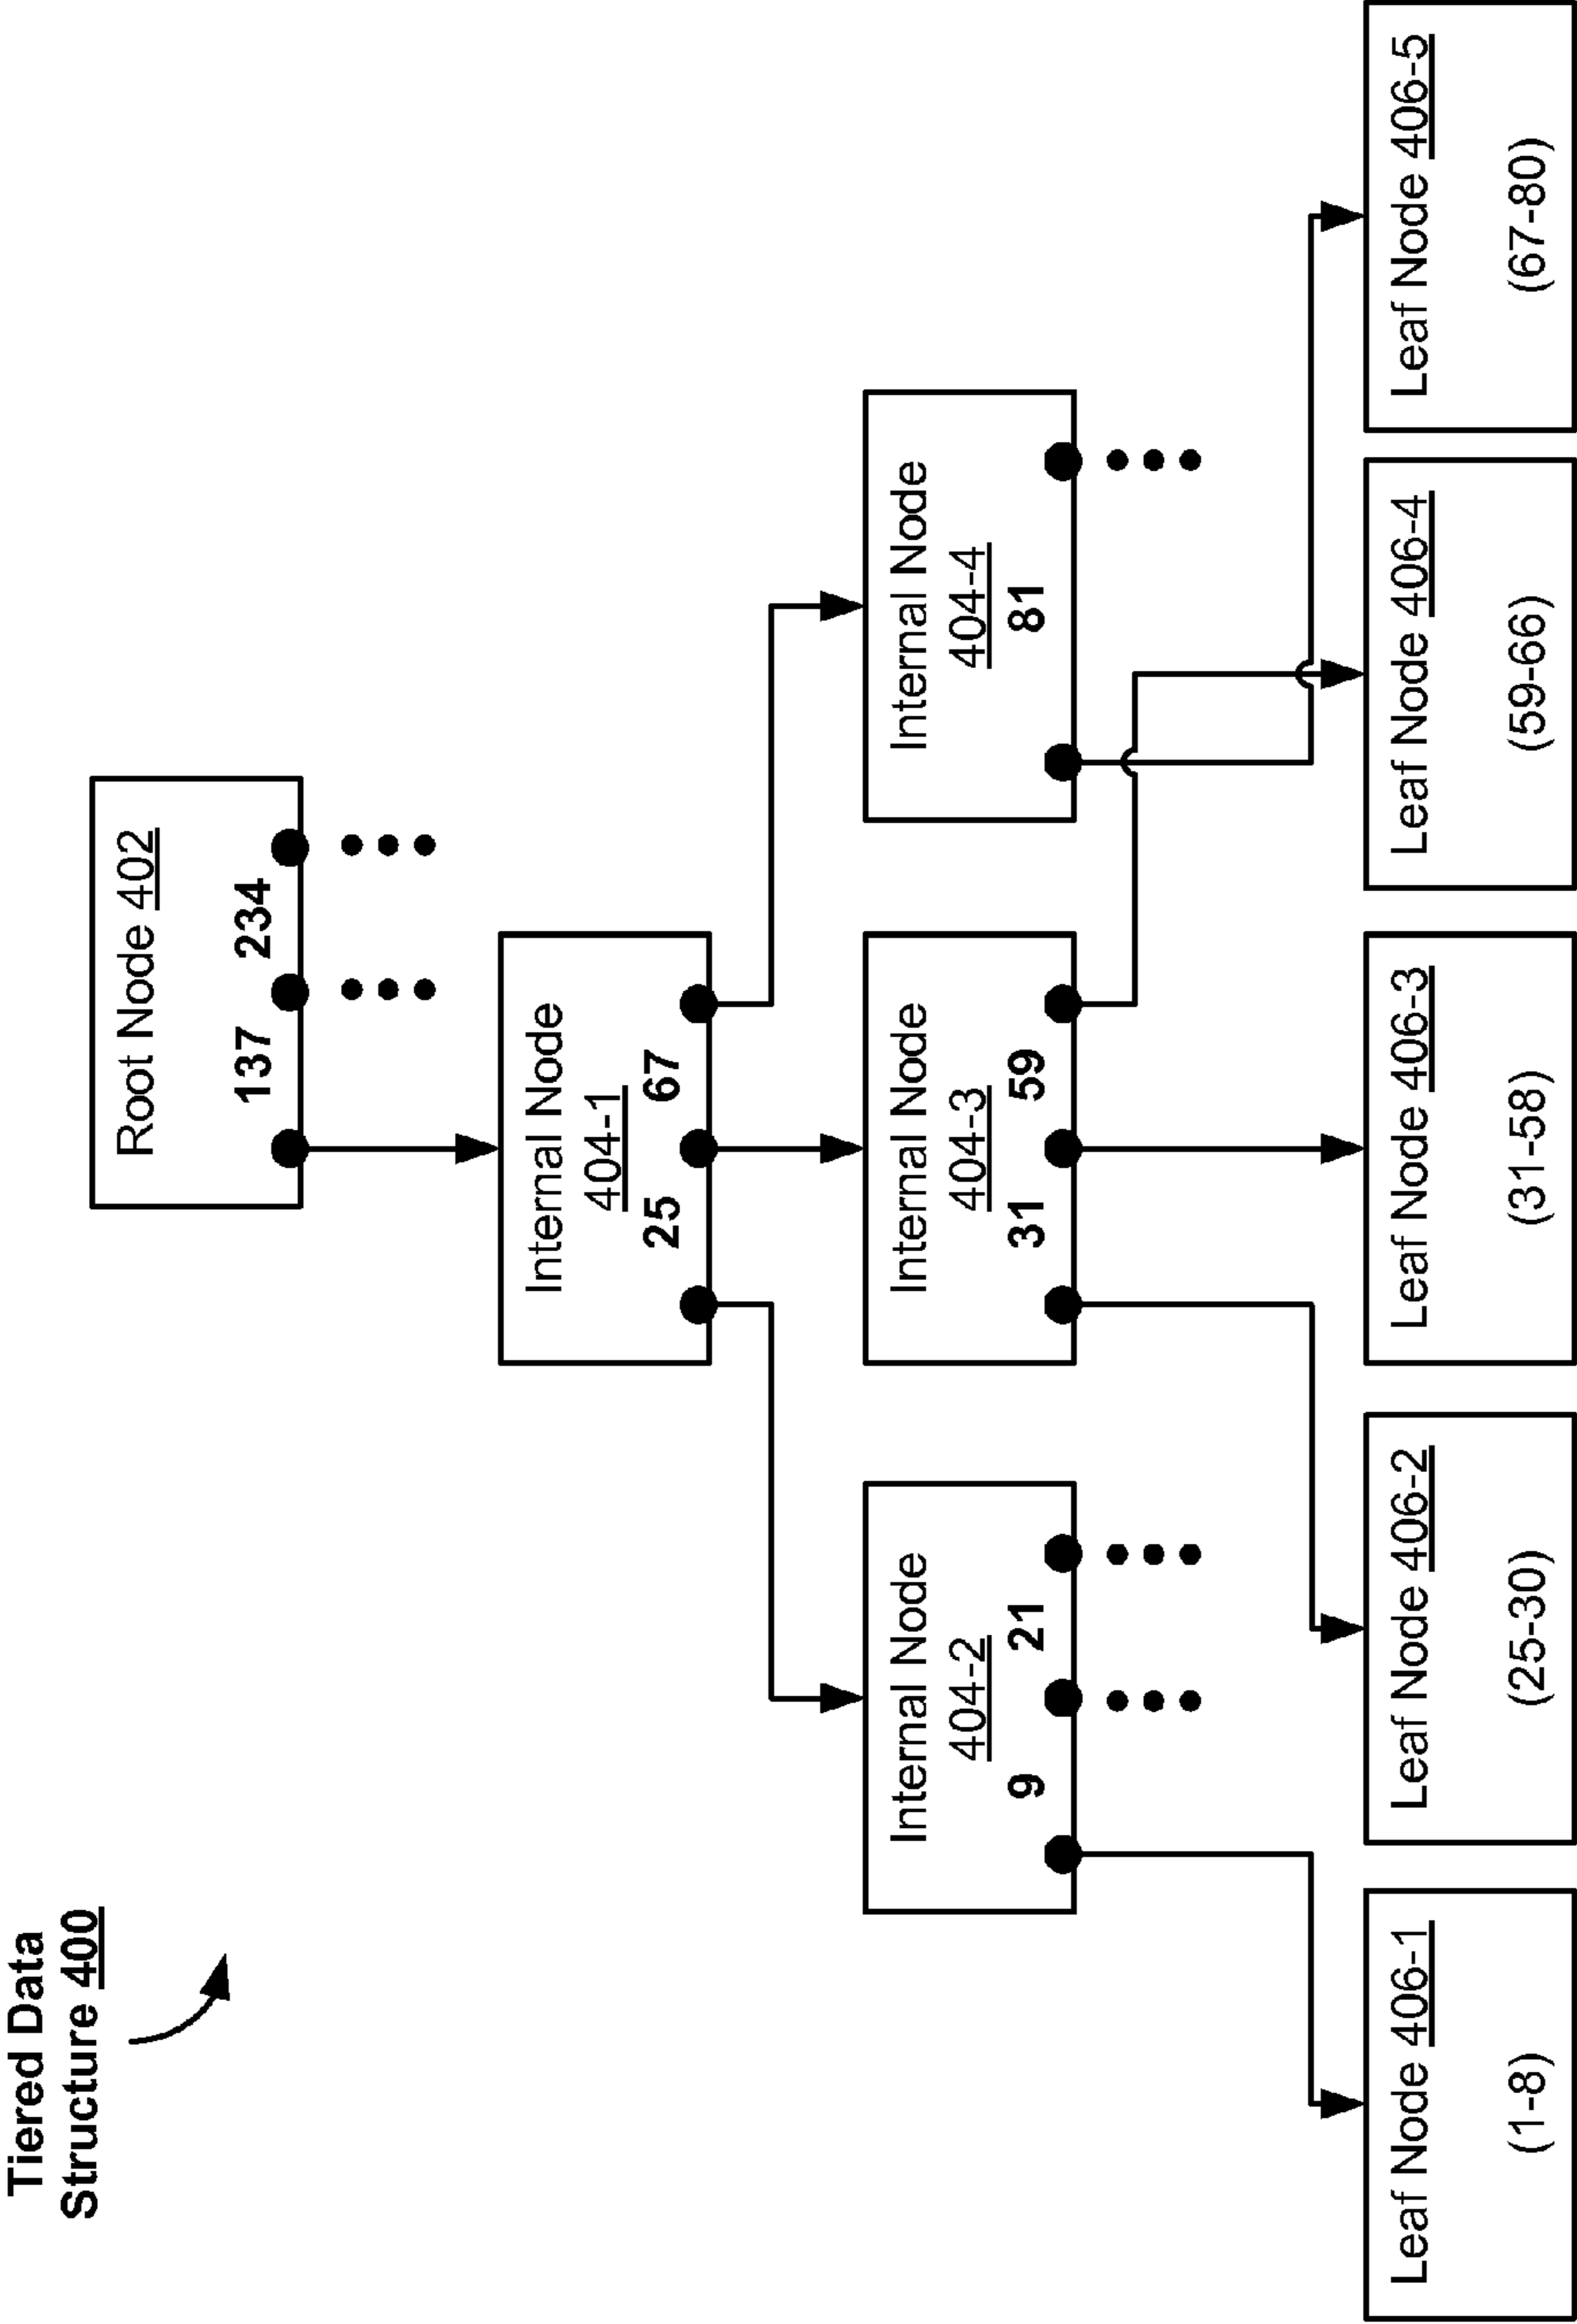 Tiered Data
Structure 400
Root Node 402
137 234
Internal Node
404-1
25 67
Internal Node
404-2
9 21
Internal Node
404-3
31 59
Internal Node
404-4
81
Leaf Node 406-1
(1-8)
Leaf Node 406-2
(25-30)
Leaf Node 406-3
(31-58)
Leaf Node 406-4
(59-66)
Leaf Node 406-5
(67-80)